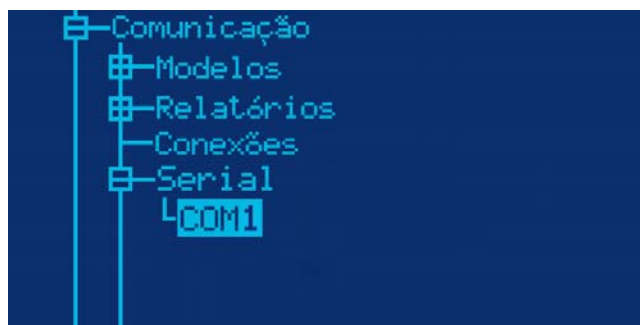 Comunicação
Modelos
Relatórios
Conexões
Serial
COM1